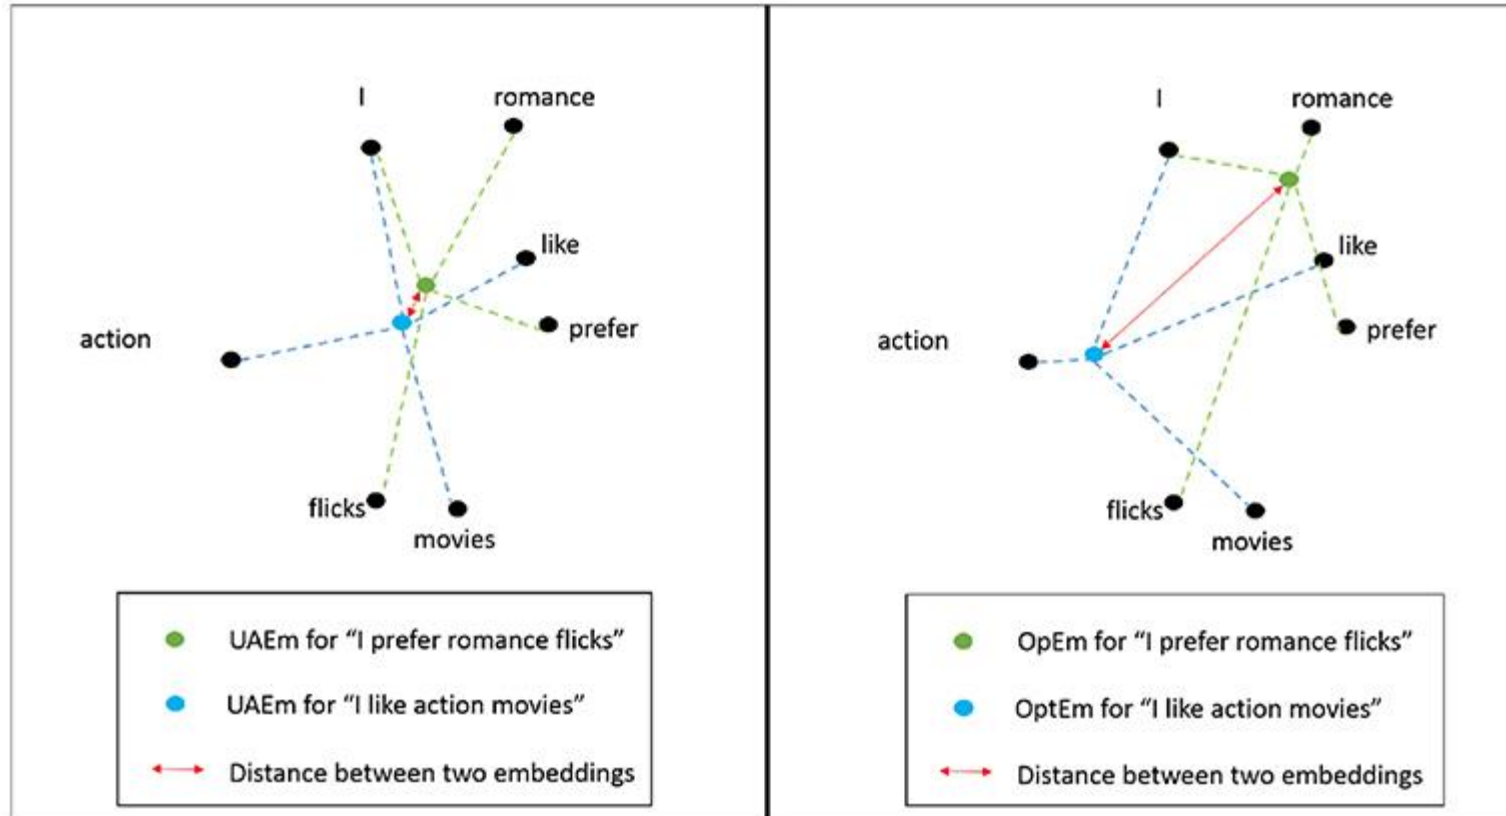 I romance
like
prefer
action
flicks
movies
UAEm for “I prefer romance flicks”
UAEm for “I like action movies”
Distance between two embeddings
I romance
like
prefer
action
flicks
movies
OpEm for “I prefer romance flicks”
OptEm for “I like action movies”
Distance between two embeddings